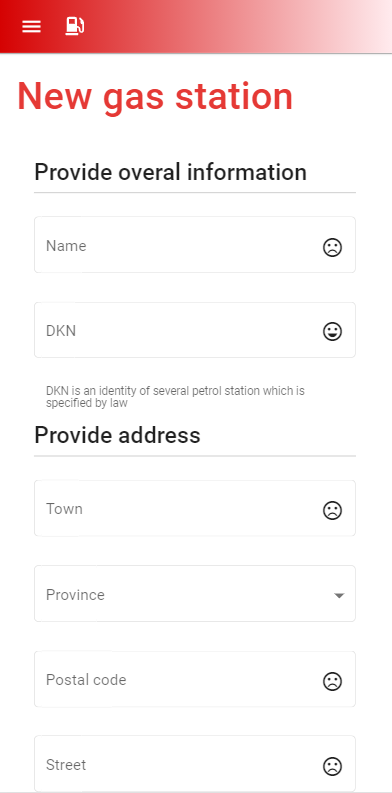 New gas station
Provide overal information
Name
DKN
DKN is an identity of several petrol station which is
specified by law
Provide address
Town
Province
Postal code
Street